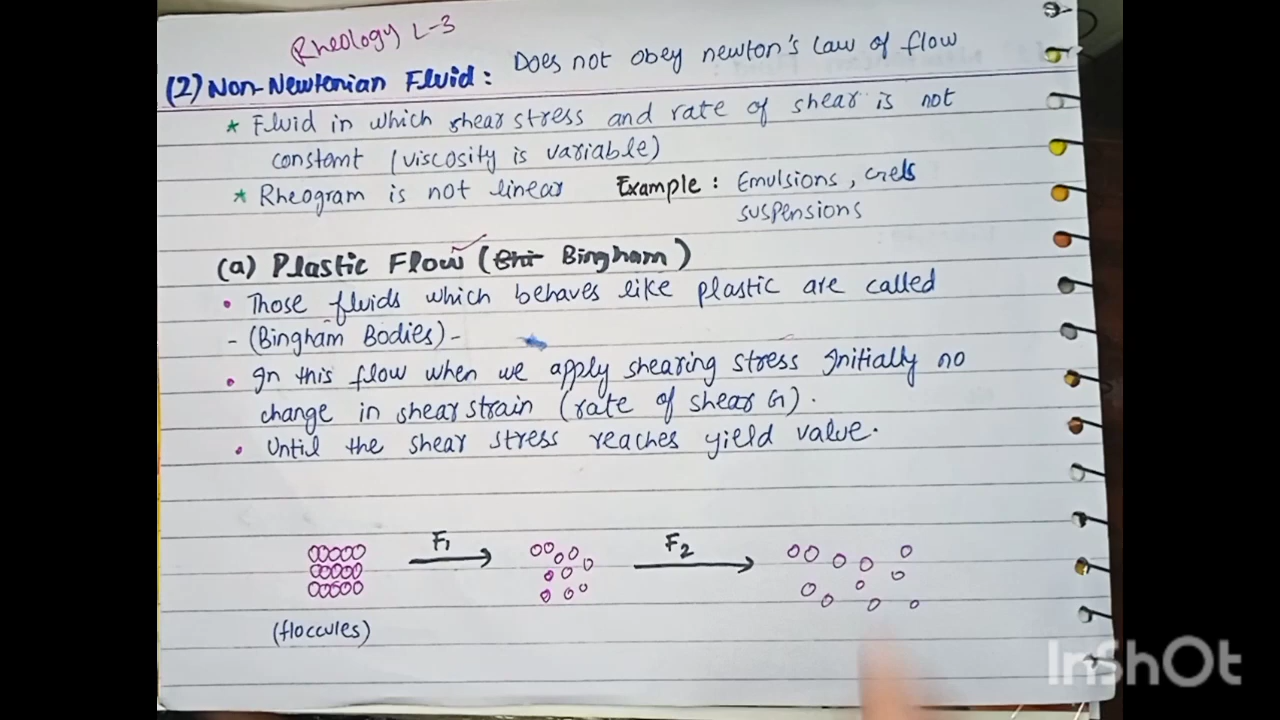 Rheology L-3
(2) Non-Newtonian Fluid: Does not obey newton's law of flow
* Fluid in which shear stress and rate of shear is not
constant (viscosity is variable)
* Rheogram is not linear Example: Emulsions, Gels
suspensions
(a) Plastic Flow (Bingham)
• Those fluids which behaves like plastic are called
- (Bingham Bodies) -
• In this flow when we apply shearing stress Initially no
change in shear strain (rate of shear G).
• Until the shear stress reaches yield value.
F1 F2
(floccules)
InShOt